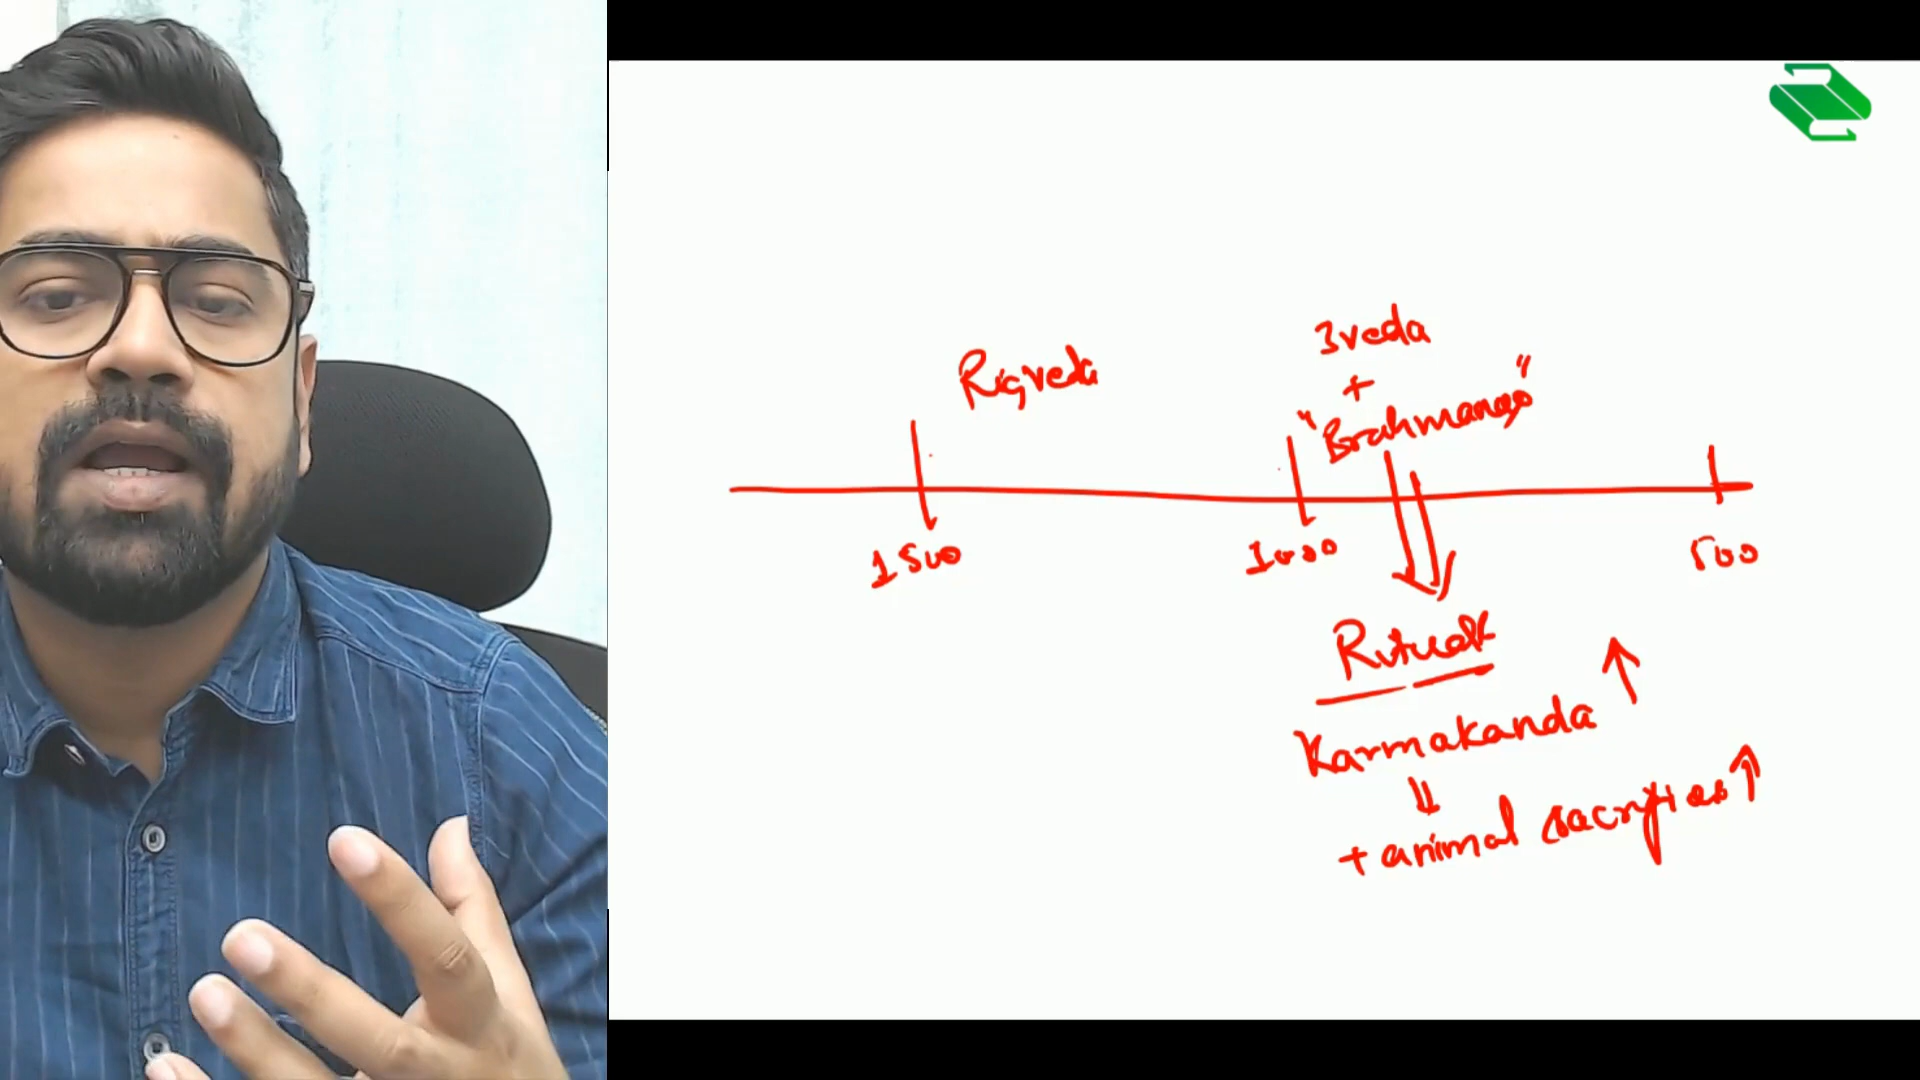 3veda
+
Rigveda
"Brahmanas"
1500
1000
500
Rituals
Karmakanda ↑
+ animal sacrifices ↑